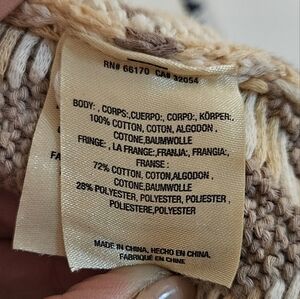 RN# 66170 CA# 32054
BODY: , CORPS:,CUERPO:, CORPO:, KÖRPER:,
100% COTTON, COTON, ALGODON ,
COTONE,BAUMWOLLE
FRINGE: , LA FRANGE,:FRANJA:, FRANGIA:,
FRANSE :
72% COTTON, COTON,ALGODON ,
COTONE,BAUMWOLLE
28% POLYESTER, POLYESTER, POLIESTER ,
POLIESTERE,POLYESTER
MADE IN CHINA, HECHO EN CHINA,
FABRIQUÉ EN CHINE